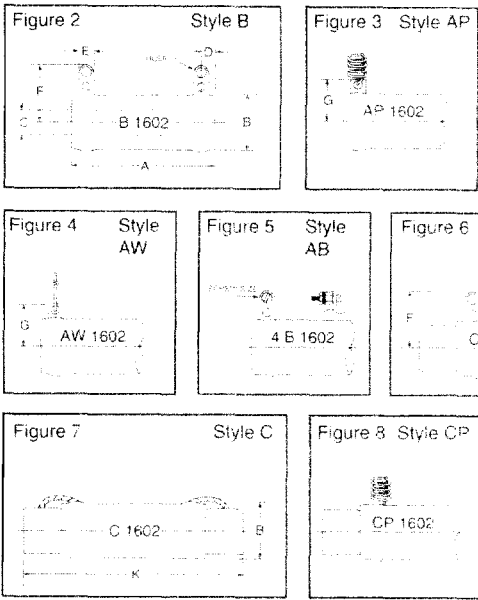 Figure 2 Style B
E D
F
C B 1602 B
A
Figure 3 Style AP
G AP 1602
Figure 4 Style
AW
G
AW 1602
Figure 5 Style
AB
4 B 1602
Figure 6
F
C
Figure 7 Style C
C 1602 B
K
Figure 8 Style CP
CP 1602